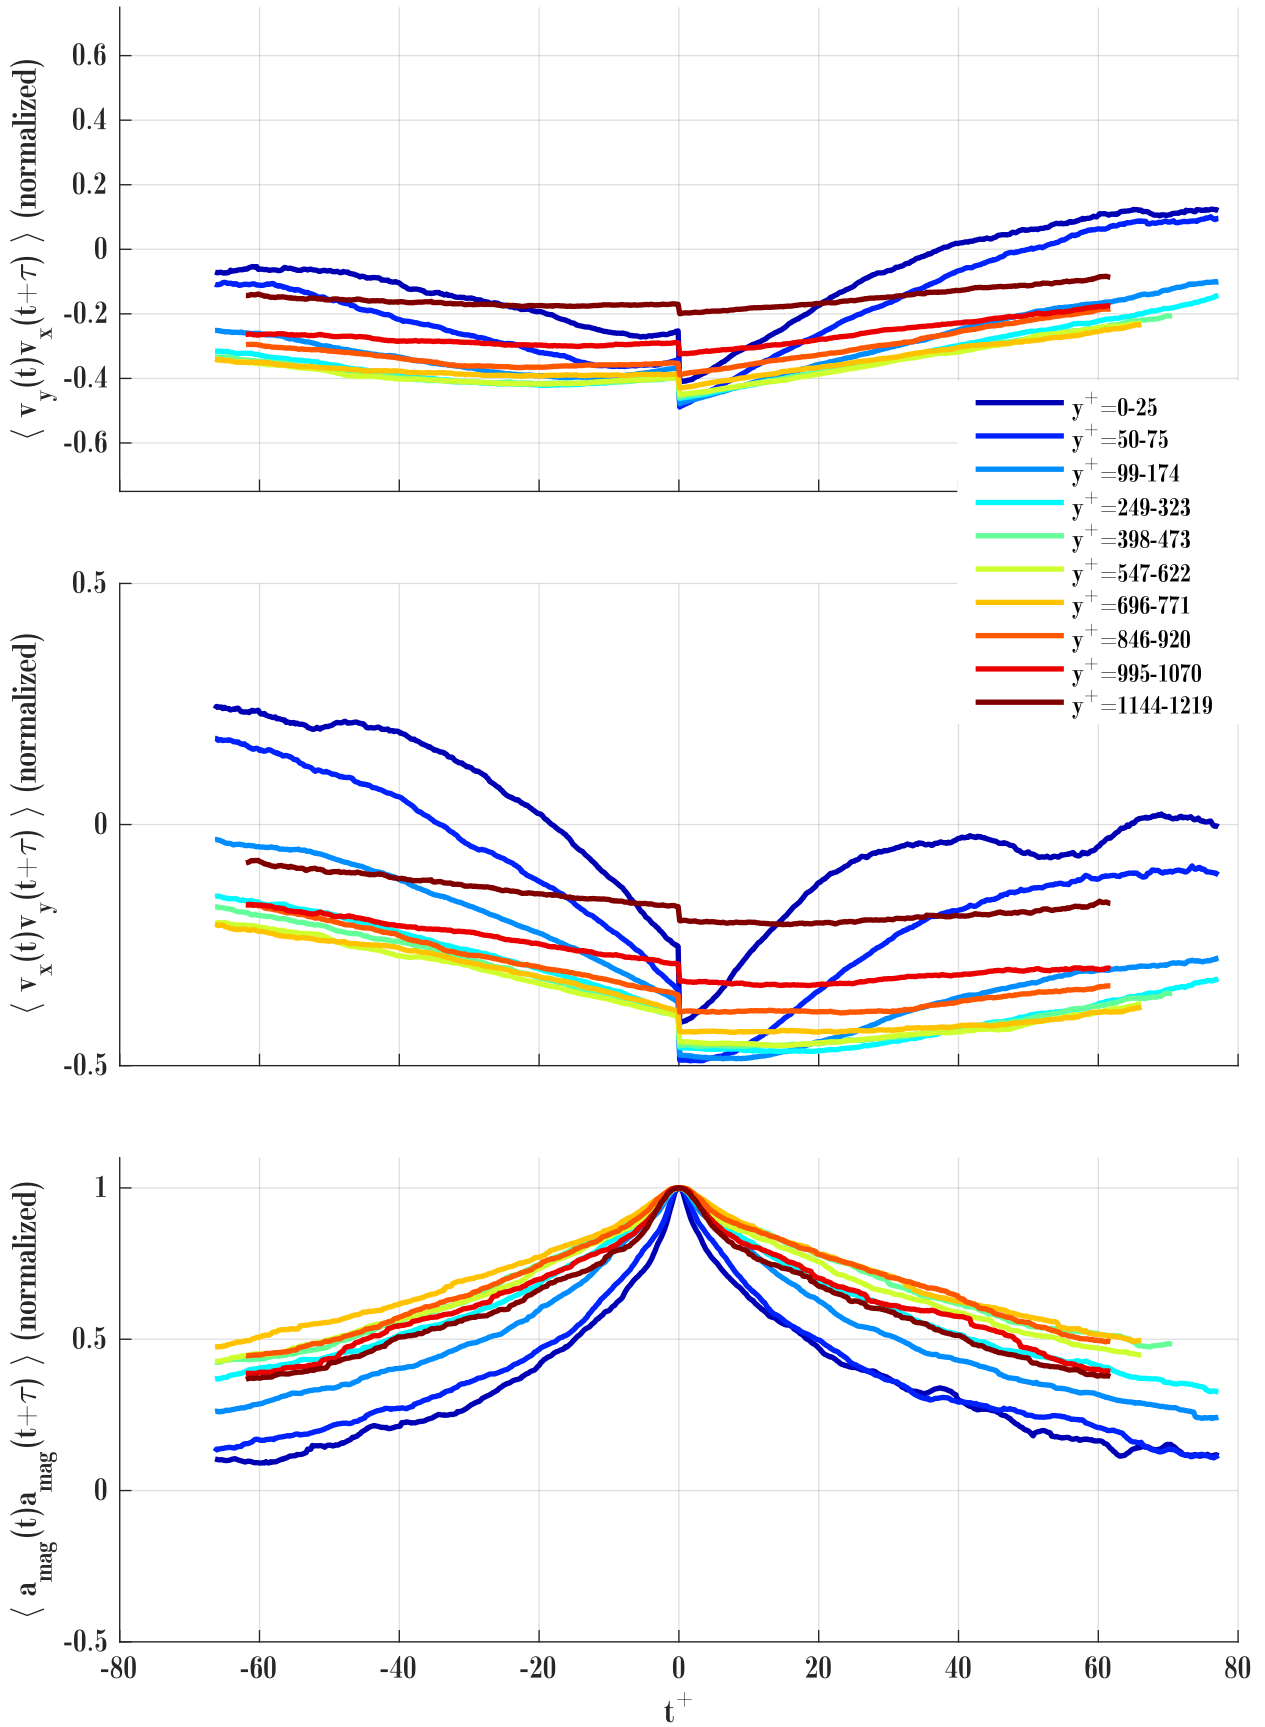 ⟨ v_y(t)v_x(t+τ) ⟩ (normalized)
0.6
0.4
0.2
0
-0.2
-0.4
-0.6
y^+=0-25
y^+=50-75
y^+=99-174
y^+=249-323
y^+=398-473
y^+=547-622
y^+=696-771
y^+=846-920
y^+=995-1070
y^+=1144-1219
⟨ v_x(t)v_y(t+τ) ⟩ (normalized)
0.5
0
-0.5
⟨ a_mag(t)a_mag(t+τ) ⟩ (normalized)
1
0.5
0
-0.5
-80 -60 -40 -20 0 20 40 60 80
t^+